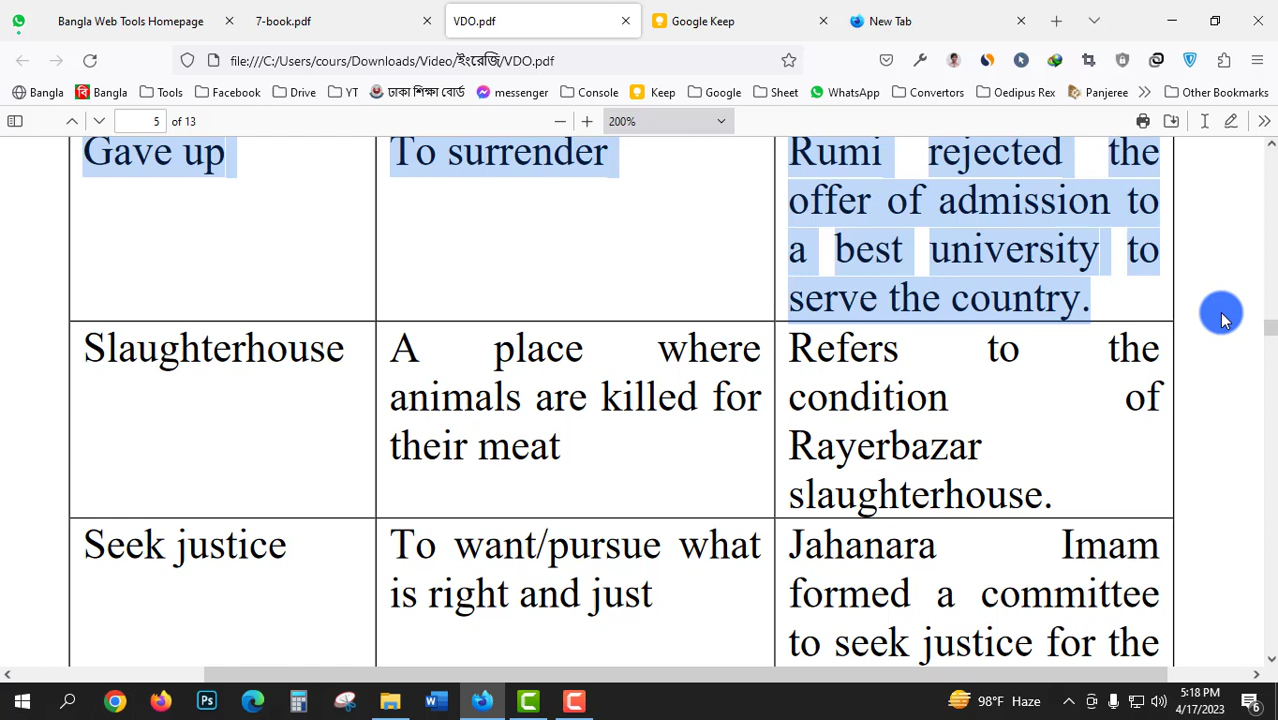 Bangla Web Tools Homepage
7-book.pdf
VDO.pdf
Google Keep
New Tab
file:///C:/Users/cours/Downloads/Video/ইংরেজি/VDO.pdf
Bangla
Bangla
Tools
Facebook
Drive
YT
ঢাকা শিক্ষা বোর্ড
messenger
Console
Keep
Google
Sheet
WhatsApp
Convertors
Oedipus Rex
Panjeree
Other Bookmarks
5 of 13
200%
Gave up
To surrender
Rumi rejected the
offer of admission to
a best university to
serve the country.
Slaughterhouse
A place where
animals are killed for
their meat
Refers to the
condition of
Rayerbazar
slaughterhouse.
Seek justice
To want/pursue what
is right and just
Jahanara Imam
formed a committee
to seek justice for the
98°F Haze
5:18 PM
4/17/2023
6